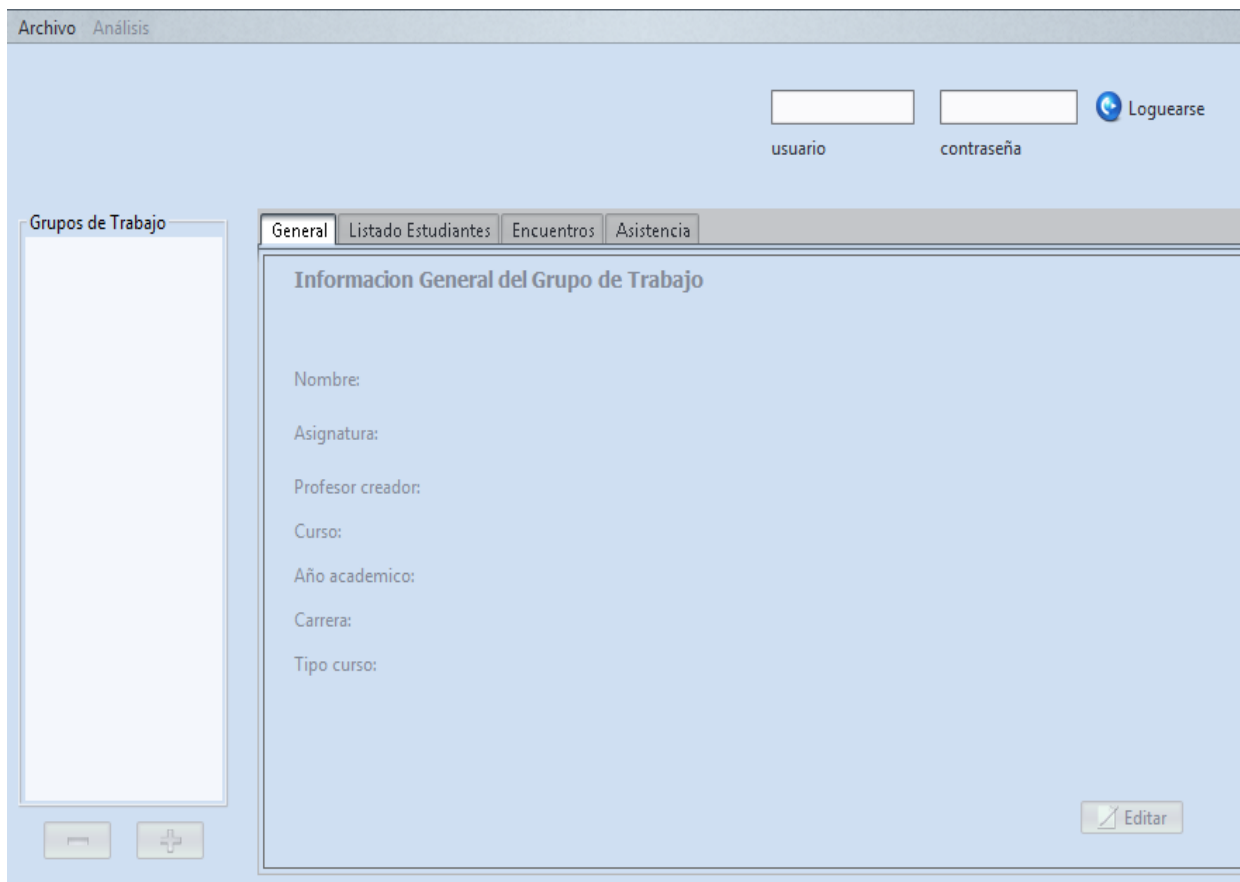 Archivo Análisis
Loguearse
usuario contraseña
Grupos de Trabajo
General Listado Estudiantes Encuentros Asistencia
Informacion General del Grupo de Trabajo
Nombre:
Asignatura:
Profesor creador:
Curso:
Año academico:
Carrera:
Tipo curso:
Editar